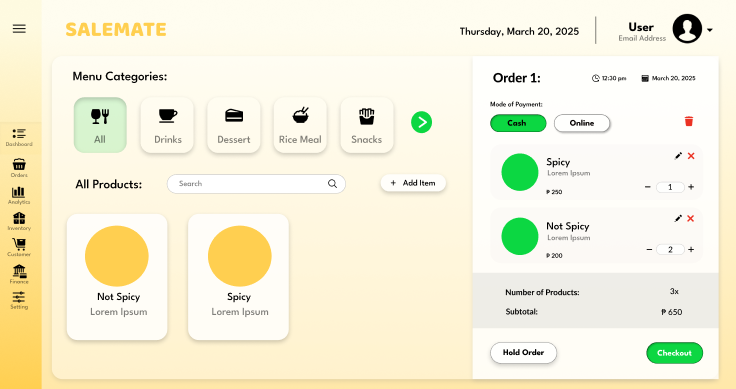 SALEMATE
Thursday, March 20, 2025
User
Email Address
Dashboard
Orders
Analytics
Inventory
Customer
Finance
Setting
Menu Categories:
All
Drinks
Dessert
Rice Meal
Snacks
All Products:
Search
+ Add Item
Not Spicy
Lorem Ipsum
Spicy
Lorem Ipsum
Order 1:
12:30 pm
March 20, 2025
Mode of Payment:
Cash
Online
Spicy
Lorem Ipsum
₱ 250
− 1 +
Not Spicy
Lorem Ipsum
₱ 200
− 2 +
Number of Products: 3x
Subtotal: ₱ 650
Hold Order
Checkout